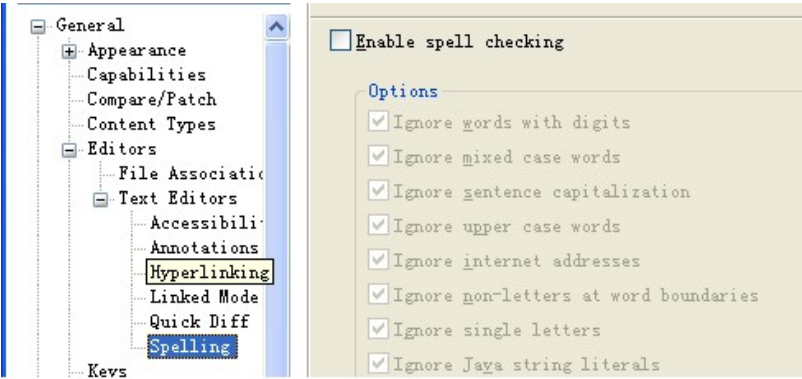 General
Appearance
Capabilities
Compare/Patch
Content Types
Editors
File Associatio
Text Editors
Accessibili
Annotations
Hyperlinking
Linked Mode
Quick Diff
Spelling
Keys
Enable spell checking
Options
Ignore words with digits
Ignore mixed case words
Ignore sentence capitalization
Ignore upper case words
Ignore internet addresses
Ignore non-letters at word boundaries
Ignore single letters
Ignore Java string literals